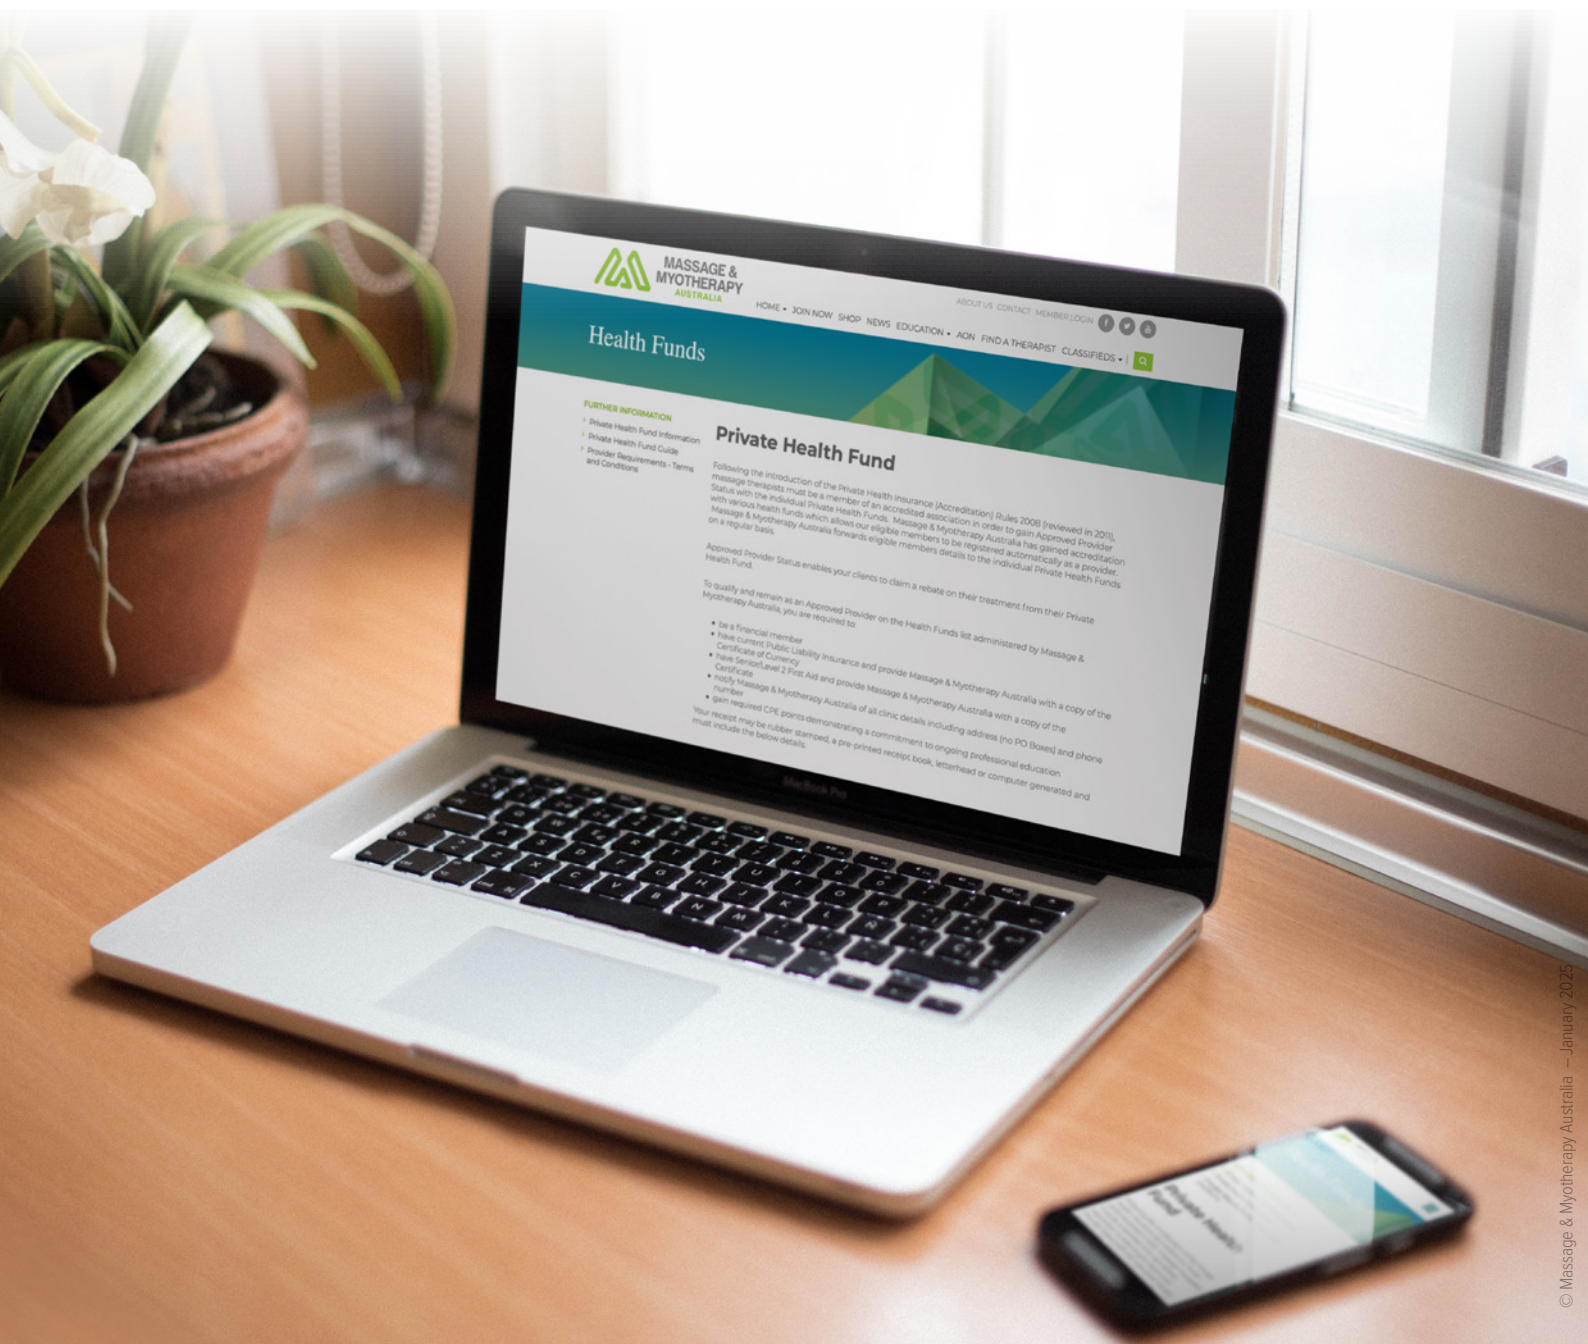 MASSAGE &
MYOTHERAPY
AUSTRALIA
ABOUT US CONTACT MEMBER LOGIN
HOME JOIN NOW SHOP NEWS EDUCATION AON FIND A THERAPIST CLASSIFIEDS
Health Funds
FURTHER INFORMATION
Private Health Fund Information
Private Health Fund Guide
Provider Requirements - Terms
and Conditions
Private Health Fund
Following the introduction of the Private Health Insurance (Accreditation) Rules 2008 (reviewed in 2011),
massage therapists must be a member of an accredited association in order to gain Approved Provider
Status with the individual Private Health Funds. Massage & Myotherapy Australia has gained accreditation
with various health funds which allows our eligible members to be registered automatically as a provider.
Massage & Myotherapy Australia forwards eligible members details to the individual Private Health Funds
on a regular basis.
Approved Provider Status enables your clients to claim a rebate on their treatment from their Private
Health Fund.
To qualify and remain as an Approved Provider on the Health Funds list administered by Massage &
Myotherapy Australia, you are required to:
• be a financial member
• have current Public Liability Insurance and provide Massage & Myotherapy Australia with a copy of the
Certificate of Currency
• have Senior/Level 2 First Aid and provide Massage & Myotherapy Australia with a copy of the
Certificate
• notify Massage & Myotherapy Australia of all clinic details including address (no PO Boxes) and phone
number
• gain required CPE points demonstrating a commitment to ongoing professional education
Your receipt may be rubber stamped, a pre-printed receipt book, letterhead or computer generated and
must include the below details.
MacBook Pro
Private Health
Fund
© Massage & Myotherapy Australia – January 2025